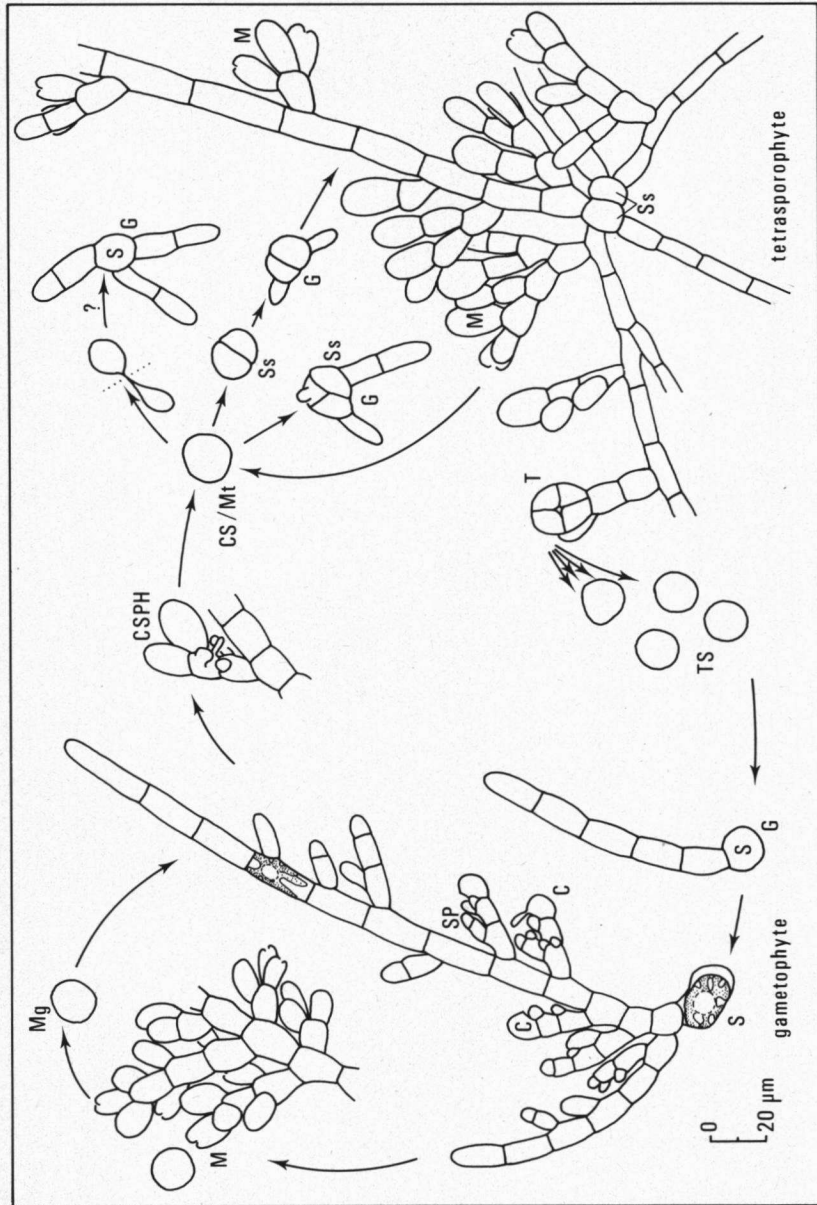 Mg
?
S
G
CSPH
M
CS/Mt
Ss
M
G
Ss
G
SP
M
C
T
C
Ss
TS
0
S
S
20 µm
G
gametophyte
tetrasporophyte